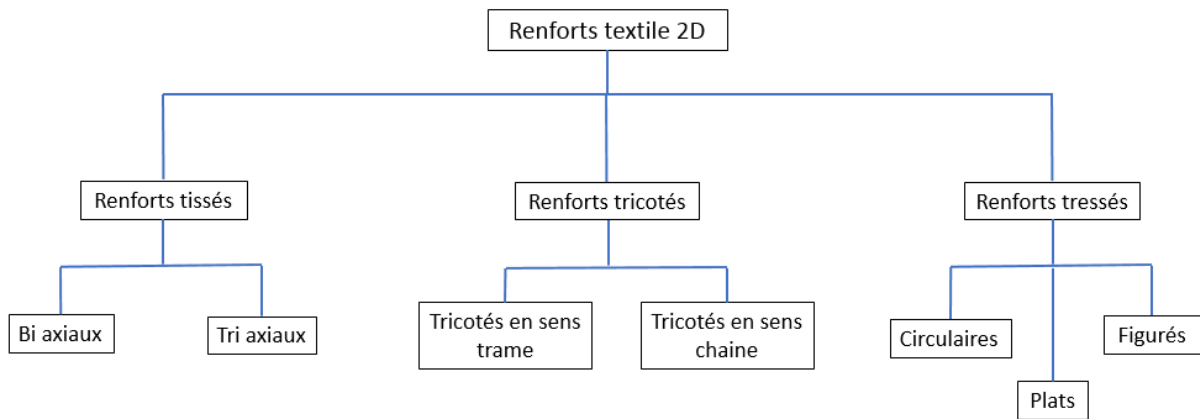 Renforts textile 2D
Renforts tissés
Renforts tricotés
Renforts tressés
Bi axiaux
Tri axiaux
Tricotés en sens
trame
Tricotés en sens
chaine
Circulaires
Plats
Figurés